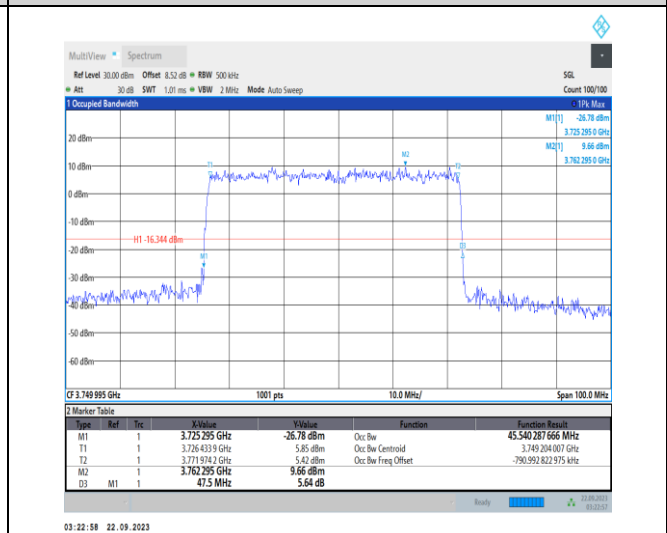 MultiView Spectrum
Ref Level 30.00 dBm Offset 8.52 dB RBW 500 kHz SGL
Att 30 dB SWT 1.01 ms VBW 2 MHz Mode Auto Sweep Count 100/100
1 Occupied Bandwidth 1Pk Max
M1[1] -26.78 dBm
3.725 295 0 GHz
M2[1] 9.66 dBm
3.762 295 0 GHz
20 dBm
10 dBm
0 dBm
-10 dBm
-20 dBm
-30 dBm
-40 dBm
-50 dBm
-60 dBm
T1
M2
T2
H1 -16.344 dBm
M1
D3
CF 3.749 995 GHz 1001 pts 10.0 MHz/ Span 100.0 MHz
2 Marker Table
Type Ref Trc X-Value Y-Value Function Function Result
M1 1 3.725 295 GHz -26.78 dBm Occ Bw 45.540 287 666 MHz
T1 1 3.726 433 9 GHz 5.85 dBm Occ Bw Centroid 3.749 204 007 GHz
T2 1 3.771 974 2 GHz 5.42 dBm Occ Bw Freq Offset -790.992 822 975 kHz
M2 1 3.762 295 GHz 9.66 dBm
D3 M1 1 47.5 MHz 5.64 dB
Ready 22.09.2023
03:22:57
03:22:58 22.09.2023